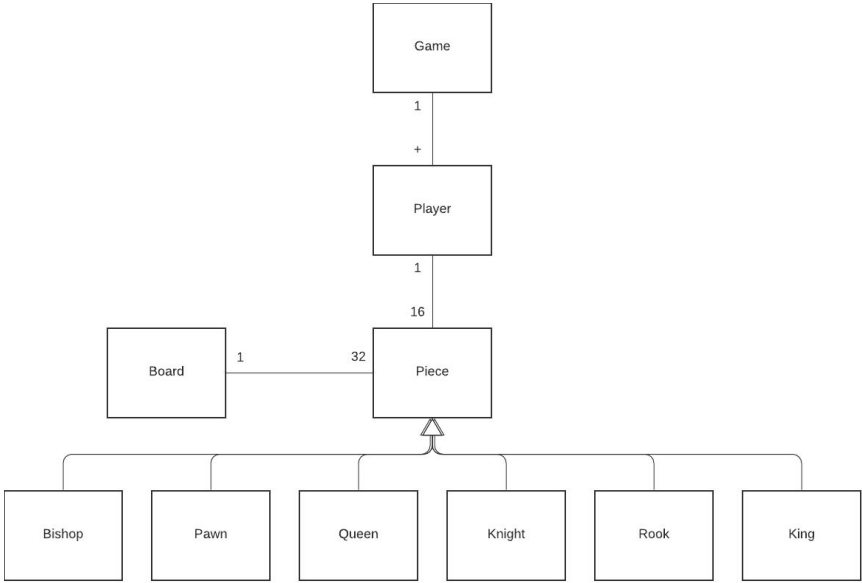 Game
1
+
Player
1
16
Board
1
32
Piece
Bishop
Pawn
Queen
Knight
Rook
King